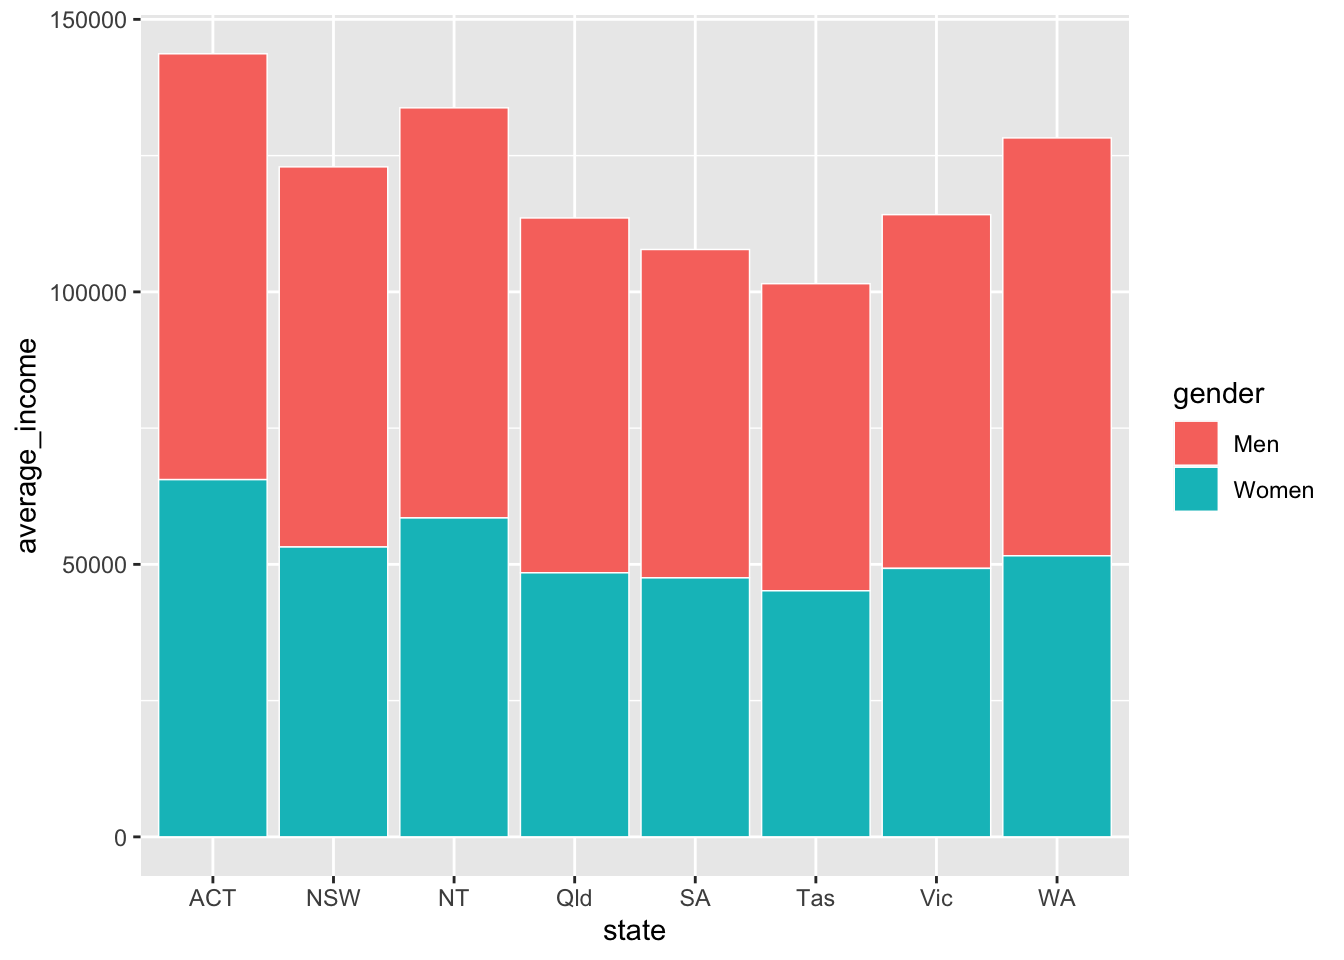 average_income
150000
100000
50000
0
ACT NSW NT Qld SA Tas Vic WA
state
gender
Men
Women